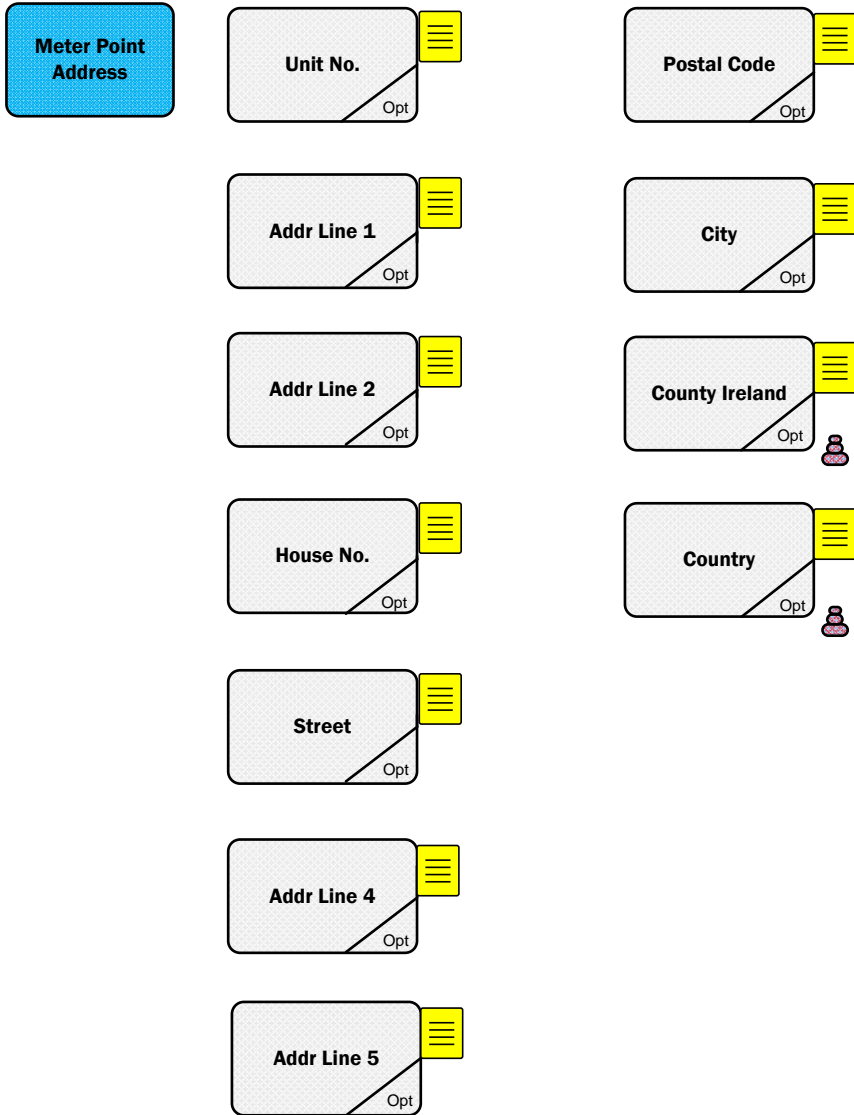 Meter Point
Address
Unit No.
Opt
Addr Line 1
Opt
Addr Line 2
Opt
House No.
Opt
Street
Opt
Addr Line 4
Opt
Addr Line 5
Opt
Postal Code
Opt
City
Opt
County Ireland
Opt
Country
Opt